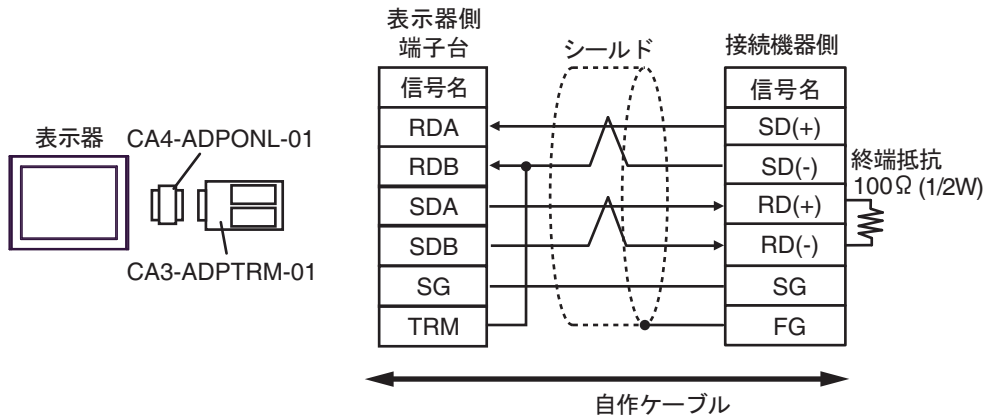 表示器
CA4-ADPONL-01
CA3-ADPTRM-01
表示器側
端子台
信号名
RDA
RDB
SDA
SDB
SG
TRM
シールド
接続機器側
信号名
SD(+)
SD(-)
RD(+)
RD(-)
SG
FG
終端抵抗
100Ω (1/2W)
自作ケーブル